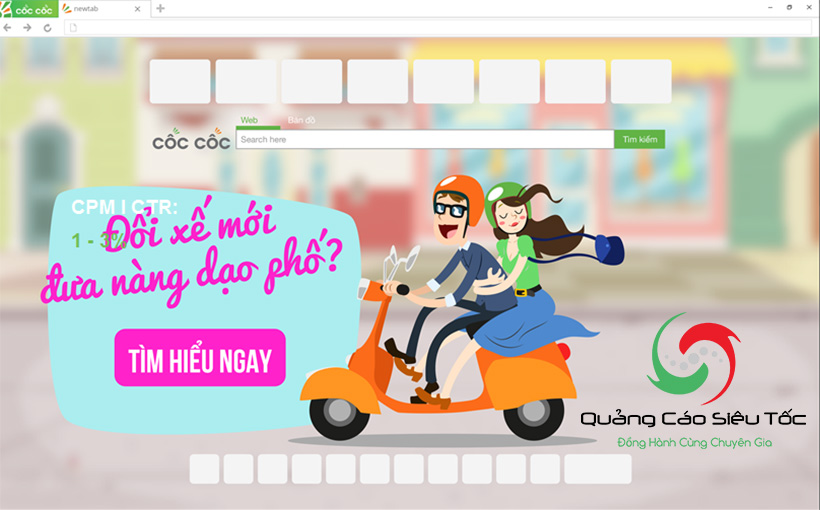 cốc cốc
newtab
Web
Bản đồ
CỐC CỐC
Search here
Tìm kiếm
CPM | CTR:
1 - 3%
Đổi xế mới
đưa nàng dạo phố?
TÌM HIỂU NGAY
Quảng Cáo Siêu Tốc
Đồng Hành Cùng Chuyên Gia